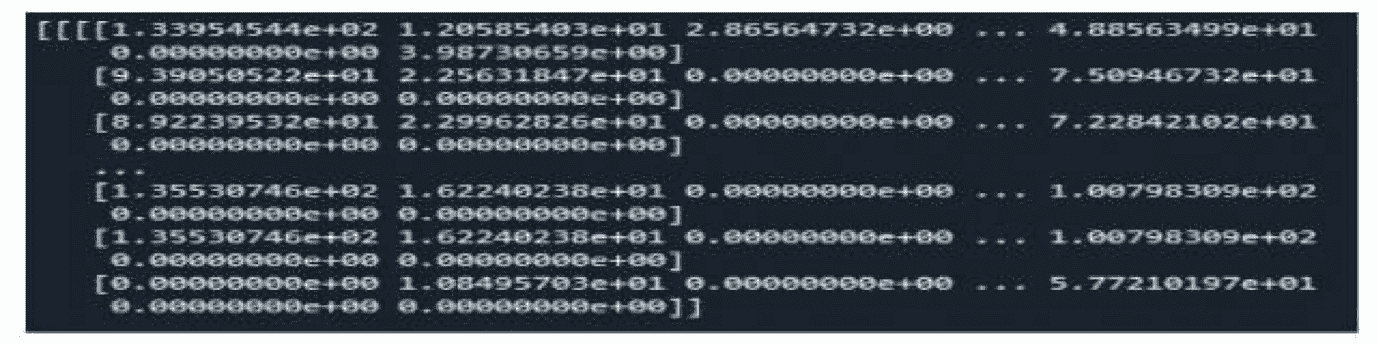 [[[[1.33954544e+02 1.20585403e+01 2.86564732e+00 ... 4.88563499e+01
0.00000000e+00 3.98730659e+00]
[9.39050522e+01 2.25631847e+01 0.00000000e+00 ... 7.50946732e+01
0.00000000e+00 0.00000000e+00]
[8.92239532e+01 2.29962826e+01 0.00000000e+00 ... 7.22842102e+01
0.00000000e+00 0.00000000e+00]
...
[1.35530746e+02 1.62240238e+01 0.00000000e+00 ... 1.00798309e+02
0.00000000e+00 0.00000000e+00]
[1.35530746e+02 1.62240238e+01 0.00000000e+00 ... 1.00798309e+02
0.00000000e+00 0.00000000e+00]
[0.00000000e+00 1.08495703e+01 0.00000000e+00 ... 5.77210197e+01
0.00000000e+00 0.00000000e+00]]